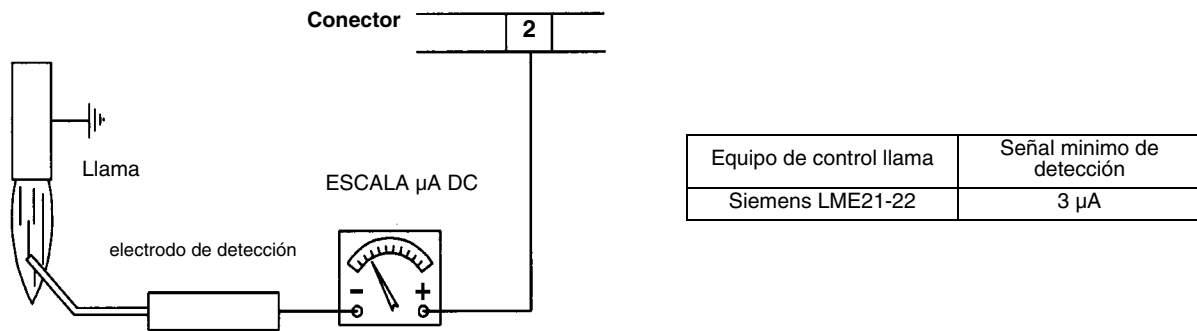 Conector
2
Llama
ESCALA µA DC
electrodo de detección
- +
Equipo de control llama
Señal minimo de
detección
Siemens LME21-22
3 µA